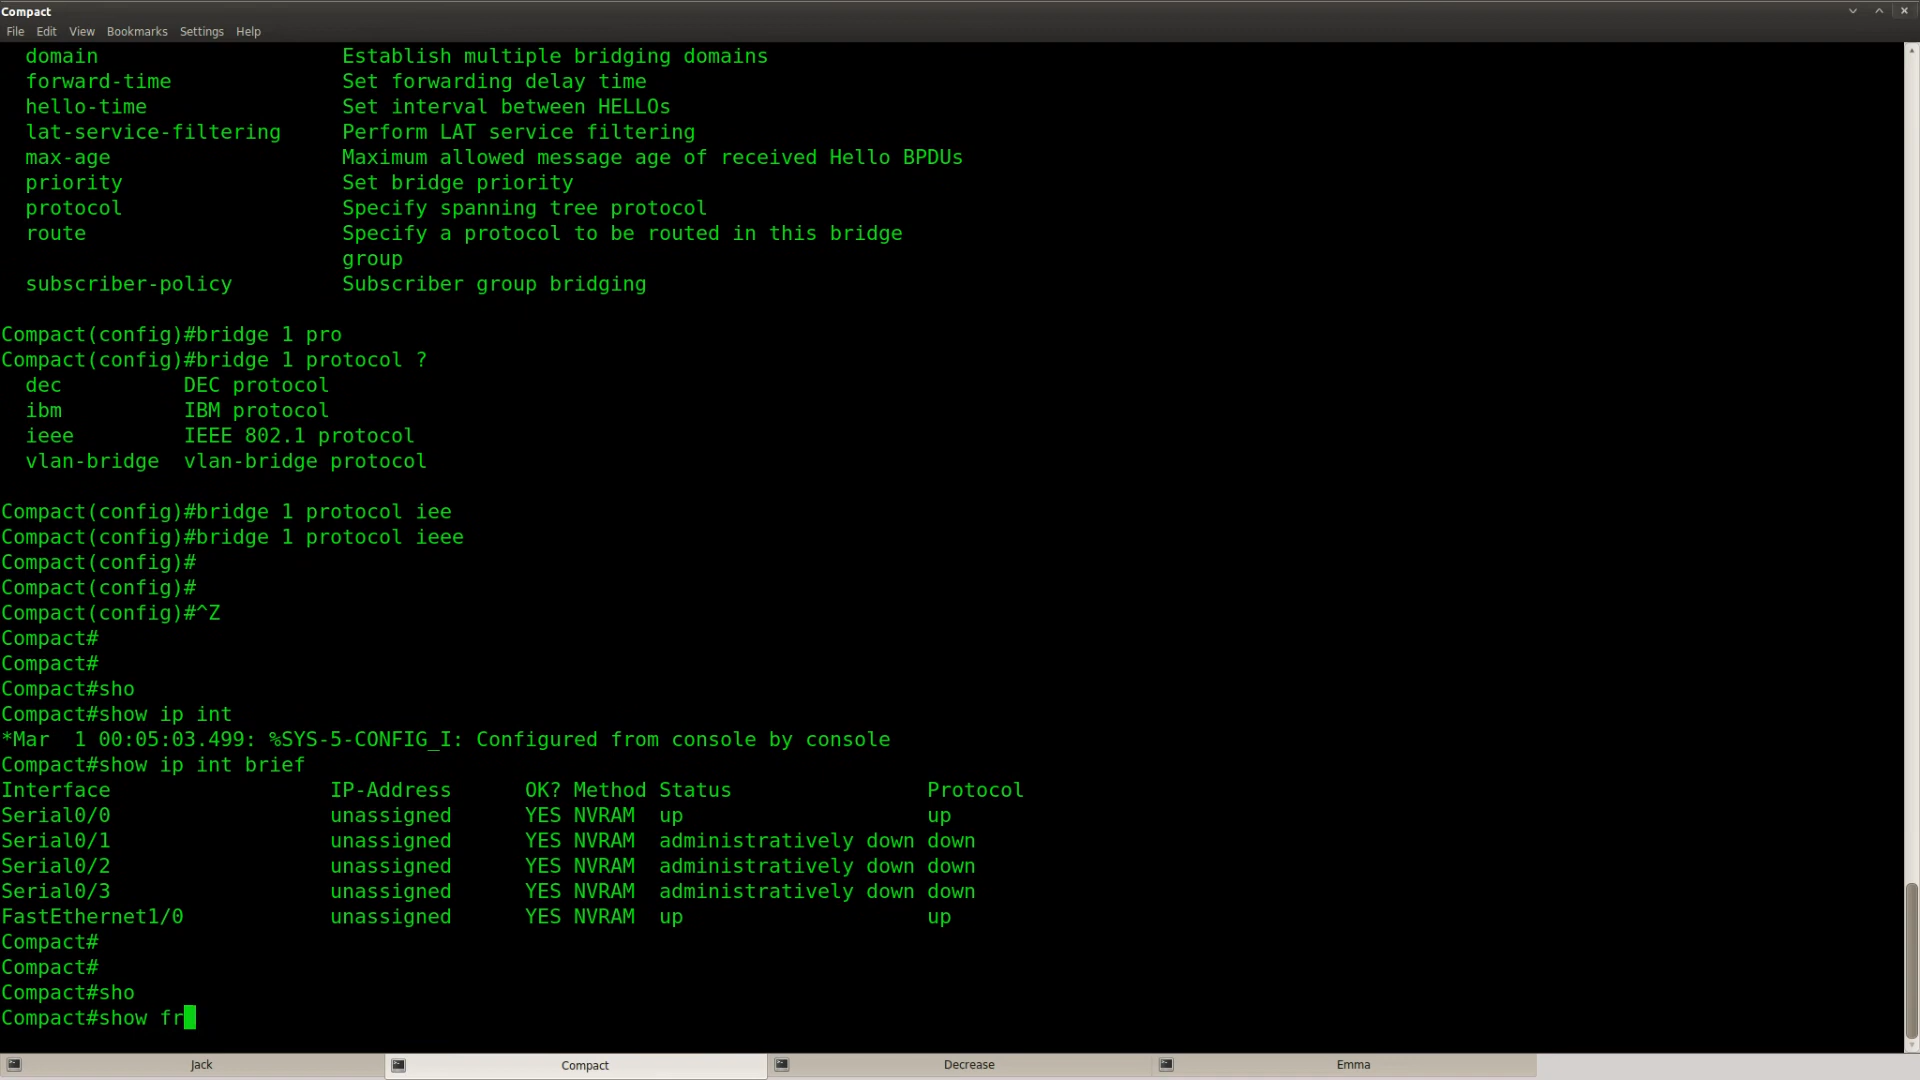 Compact
File Edit View Bookmarks Settings Help
domain Establish multiple bridging domains
forward-time Set forwarding delay time
hello-time Set interval between HELLOs
lat-service-filtering Perform LAT service filtering
max-age Maximum allowed message age of received Hello BPDUs
priority Set bridge priority
protocol Specify spanning tree protocol
route Specify a protocol to be routed in this bridge
group
subscriber-policy Subscriber group bridging
Compact(config)#bridge 1 pro
Compact(config)#bridge 1 protocol ?
dec DEC protocol
ibm IBM protocol
ieee IEEE 802.1 protocol
vlan-bridge vlan-bridge protocol
Compact(config)#bridge 1 protocol iee
Compact(config)#bridge 1 protocol ieee
Compact(config)#
Compact(config)#
Compact(config)#^Z
Compact#
Compact#
Compact#sho
Compact#show ip int
*Mar  1 00:05:03.499: %SYS-5-CONFIG_I: Configured from console by console
Compact#show ip int brief
Interface IP-Address OK? Method Status Protocol
Serial0/0 unassigned YES NVRAM up up
Serial0/1 unassigned YES NVRAM administratively down down
Serial0/2 unassigned YES NVRAM administratively down down
Serial0/3 unassigned YES NVRAM administratively down down
FastEthernet1/0 unassigned YES NVRAM up up
Compact#
Compact#
Compact#sho
Compact#show fr
Jack Compact Decrease Emma